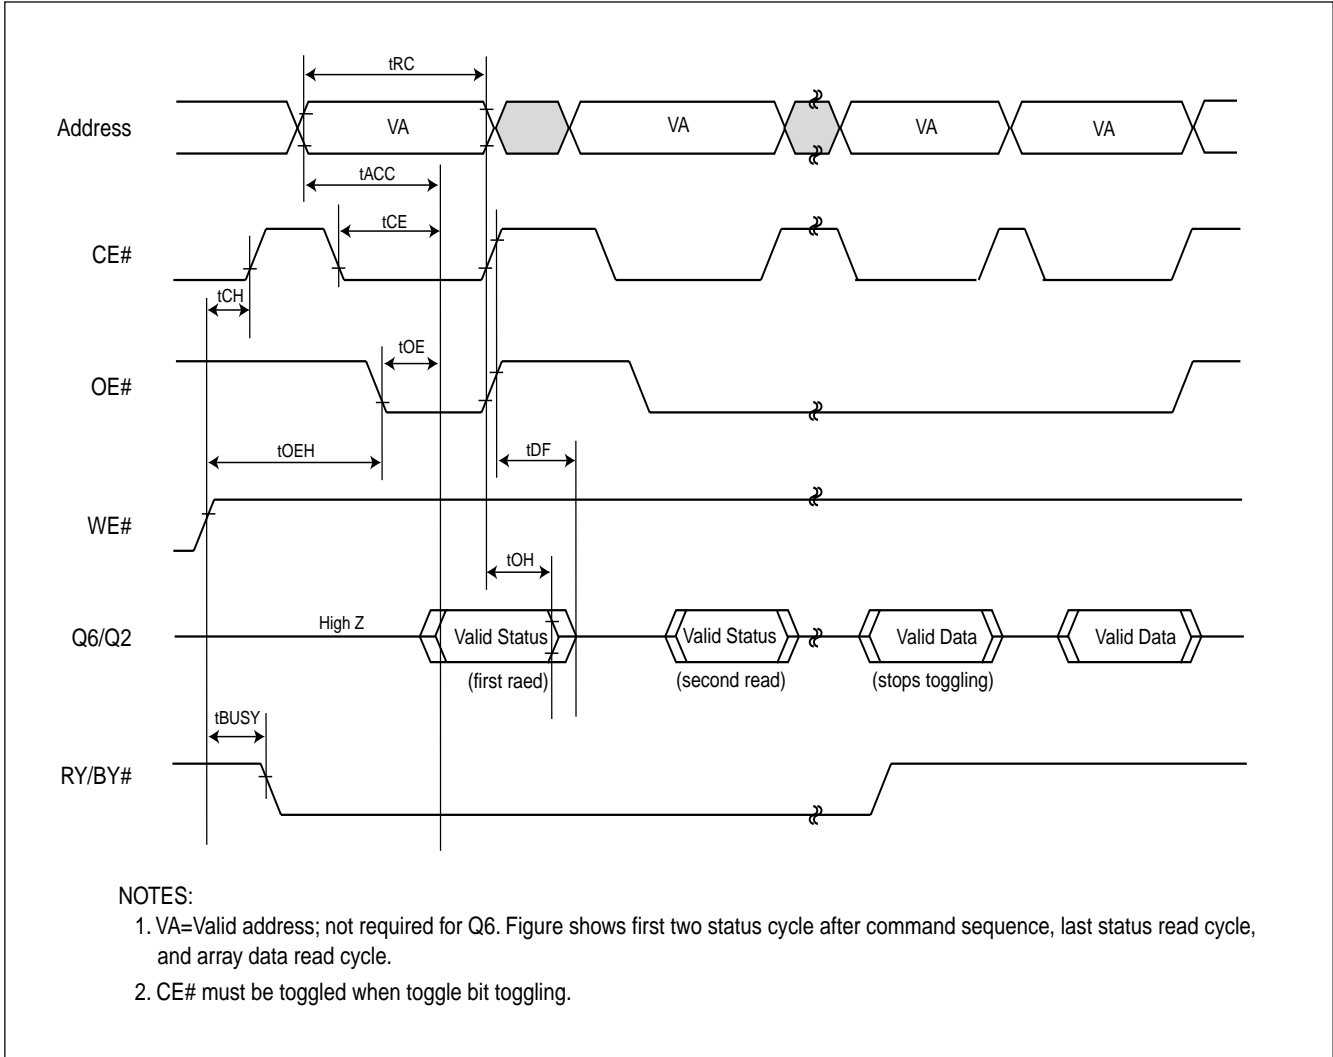 tRC
Address VA VA VA VA
tACC
tCE
CE#
tCH
tOE
OE#
tOEH tDF
WE#
tOH
High Z
Q6/Q2 Valid Status Valid Status Valid Data Valid Data
(first raed) (second read) (stops toggling)
tBUSY
RY/BY#
NOTES:
1. VA=Valid address; not required for Q6. Figure shows first two status cycle after command sequence, last status read cycle,
and array data read cycle.
2. CE# must be toggled when toggle bit toggling.